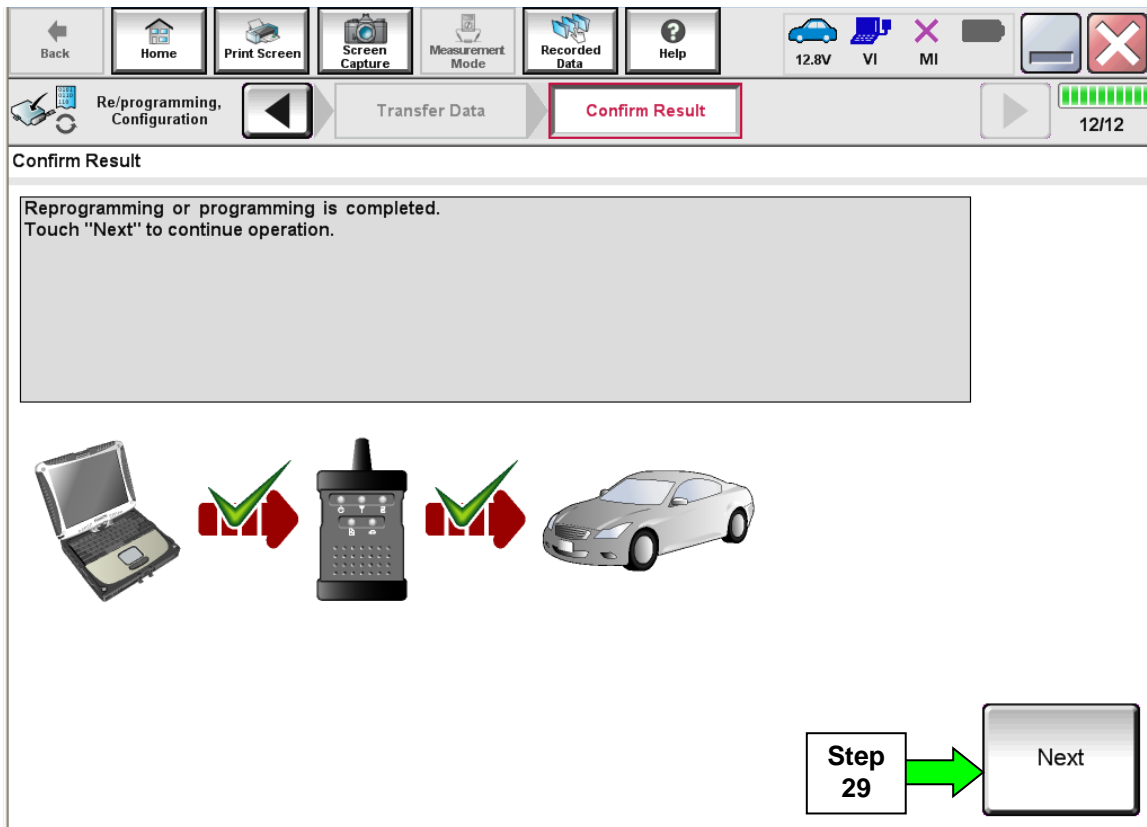 Back
Home
Print Screen
Screen
Capture
Measurement
Mode
Recorded
Data
Help
12.8V
VI
MI
Re/programming,
Configuration
Transfer Data
Confirm Result
12/12
Confirm Result
Reprogramming or programming is completed.
Touch "Next" to continue operation.
Step
29
Next